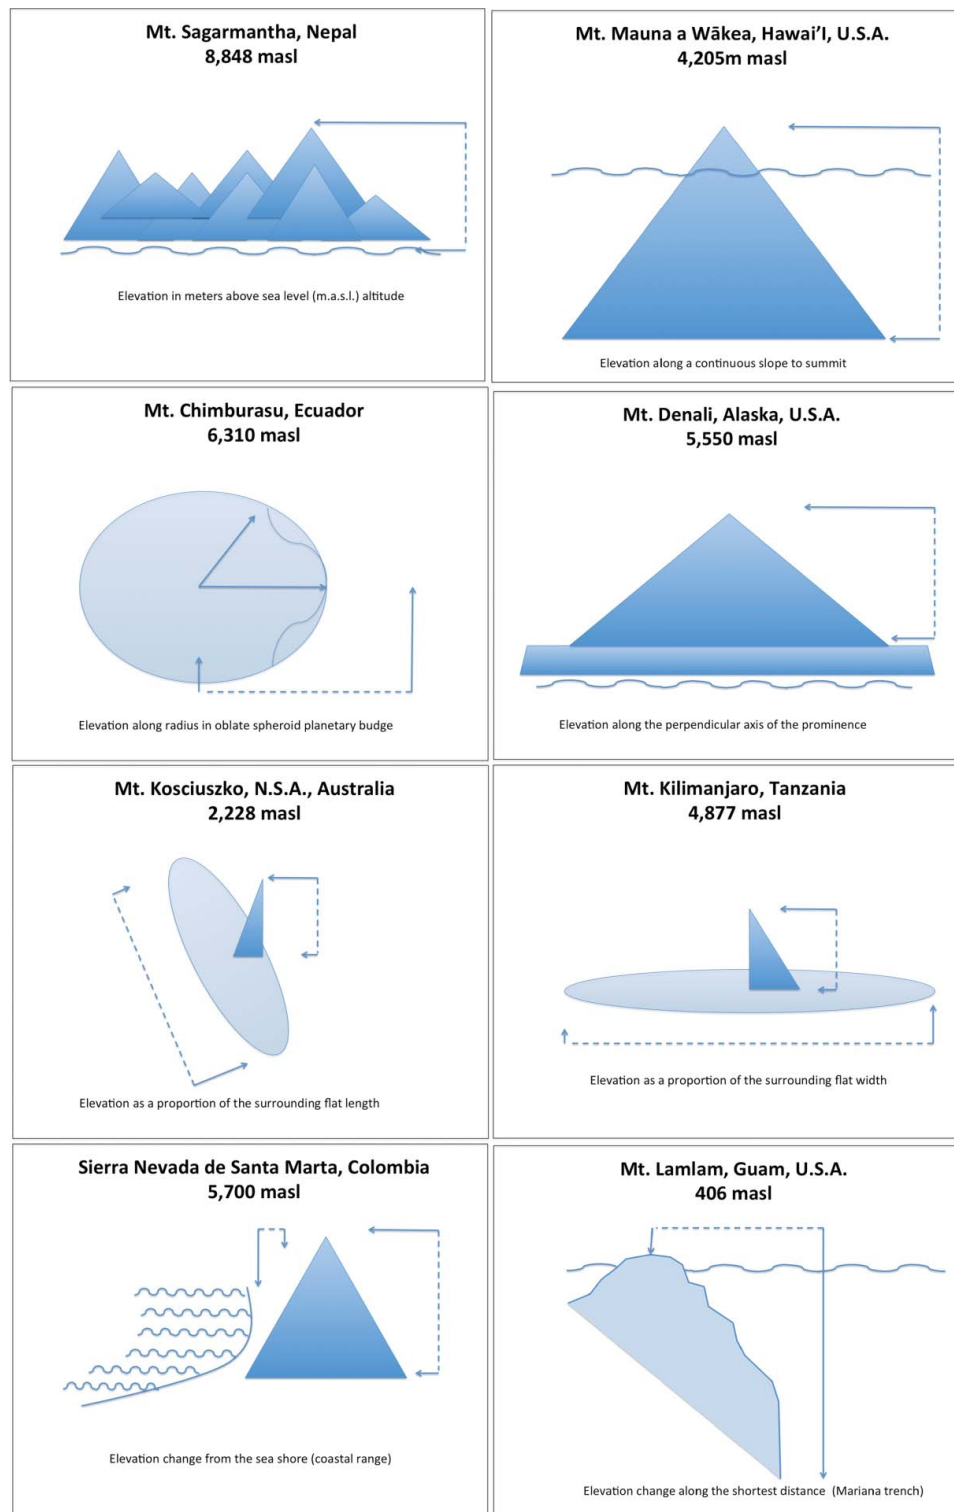 Mt. Sagarmantha, Nepal
8,848 masl
Elevation in meters above sea level (m.a.s.l.) altitude
Mt. Mauna a Wākea, Hawai’I, U.S.A.
4,205m masl
Elevation along a continuous slope to summit
Mt. Chimburasu, Ecuador
6,310 masl
Elevation along radius in oblate spheroid planetary budge
Mt. Denali, Alaska, U.S.A.
5,550 masl
Elevation along the perpendicular axis of the prominence
Mt. Kosciuszko, N.S.A., Australia
2,228 masl
Elevation as a proportion of the surrounding flat length
Mt. Kilimanjaro, Tanzania
4,877 masl
Elevation as a proportion of the surrounding flat width
Sierra Nevada de Santa Marta, Colombia
5,700 masl
Elevation change from the sea shore (coastal range)
Mt. Lamlam, Guam, U.S.A.
406 masl
Elevation change along the shortest distance (Mariana trench)